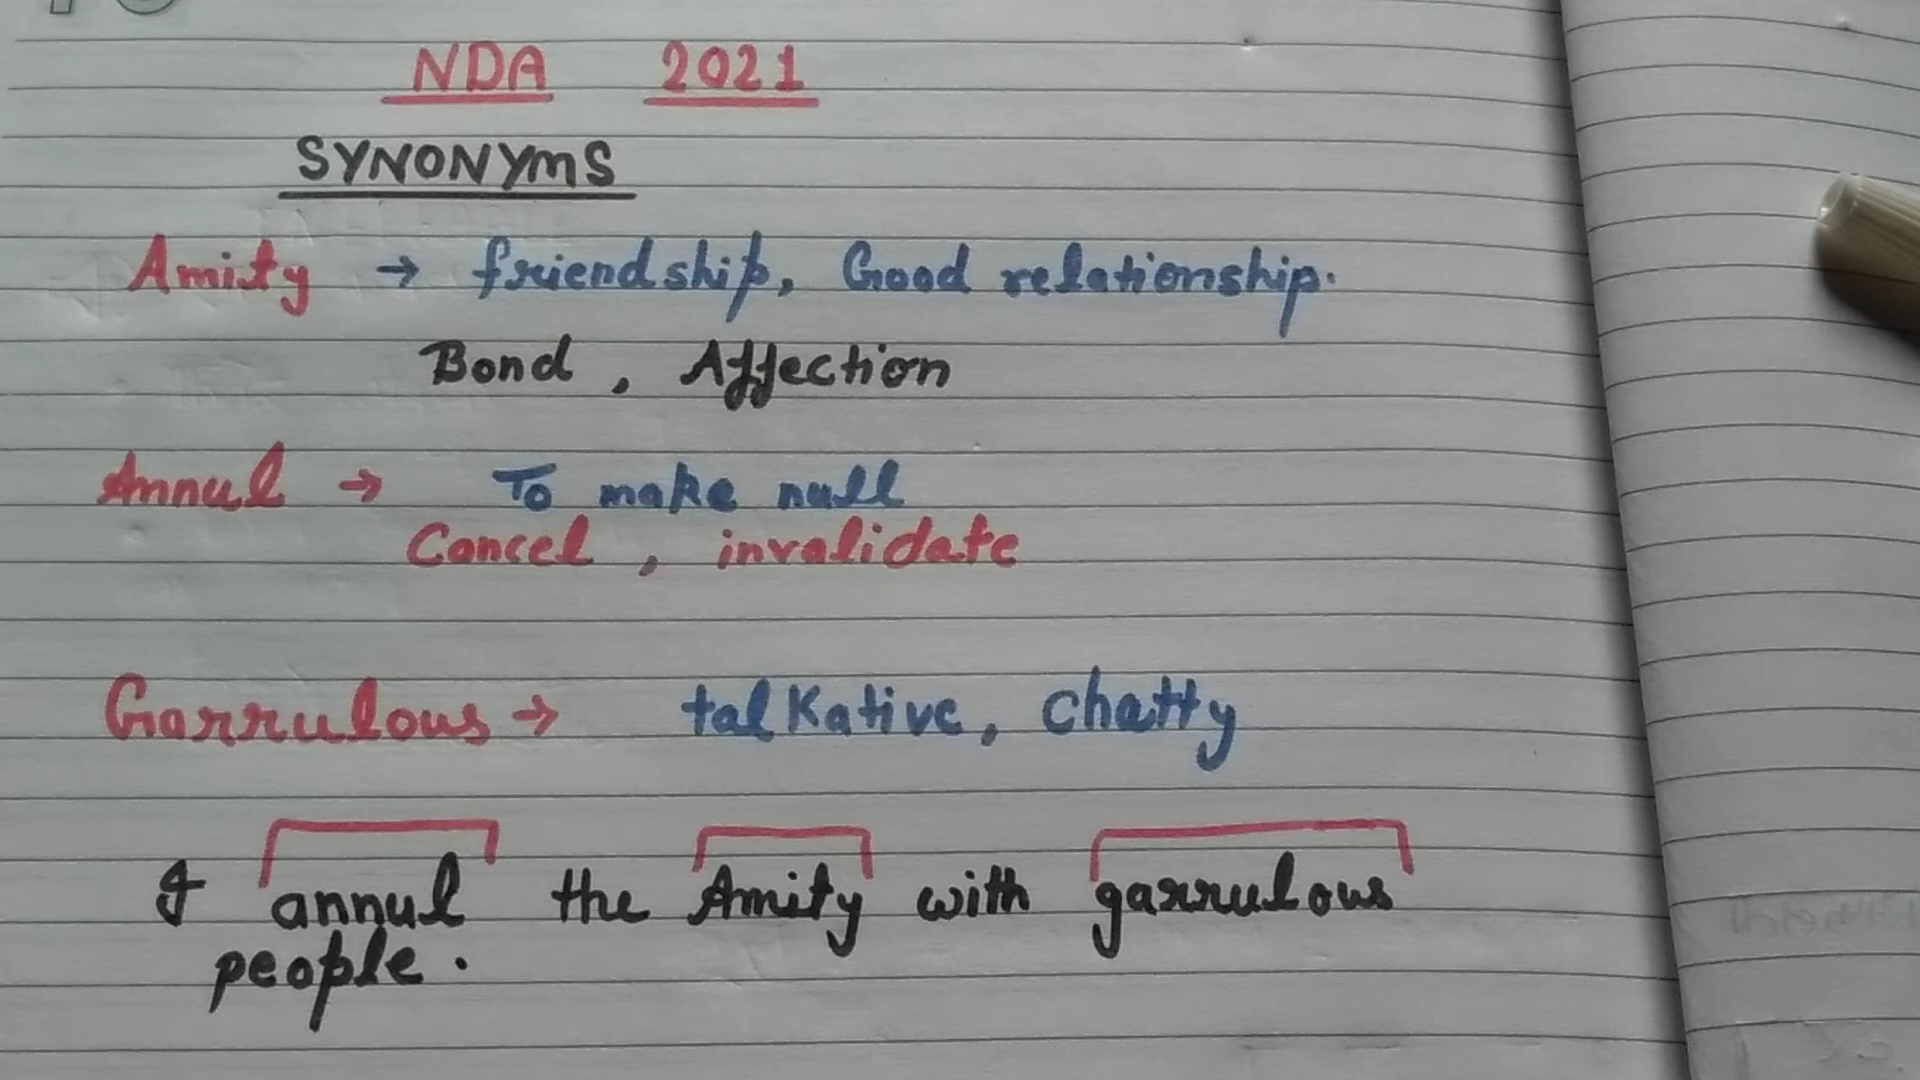 NDA 2021
SYNONYMS
Amity → friendship, Good relationship.
Bond, Affection
Annul → To make null
Cancel, invalidate
Garrulous → talkative, Chatty
I annul the Amity with garrulous
people.